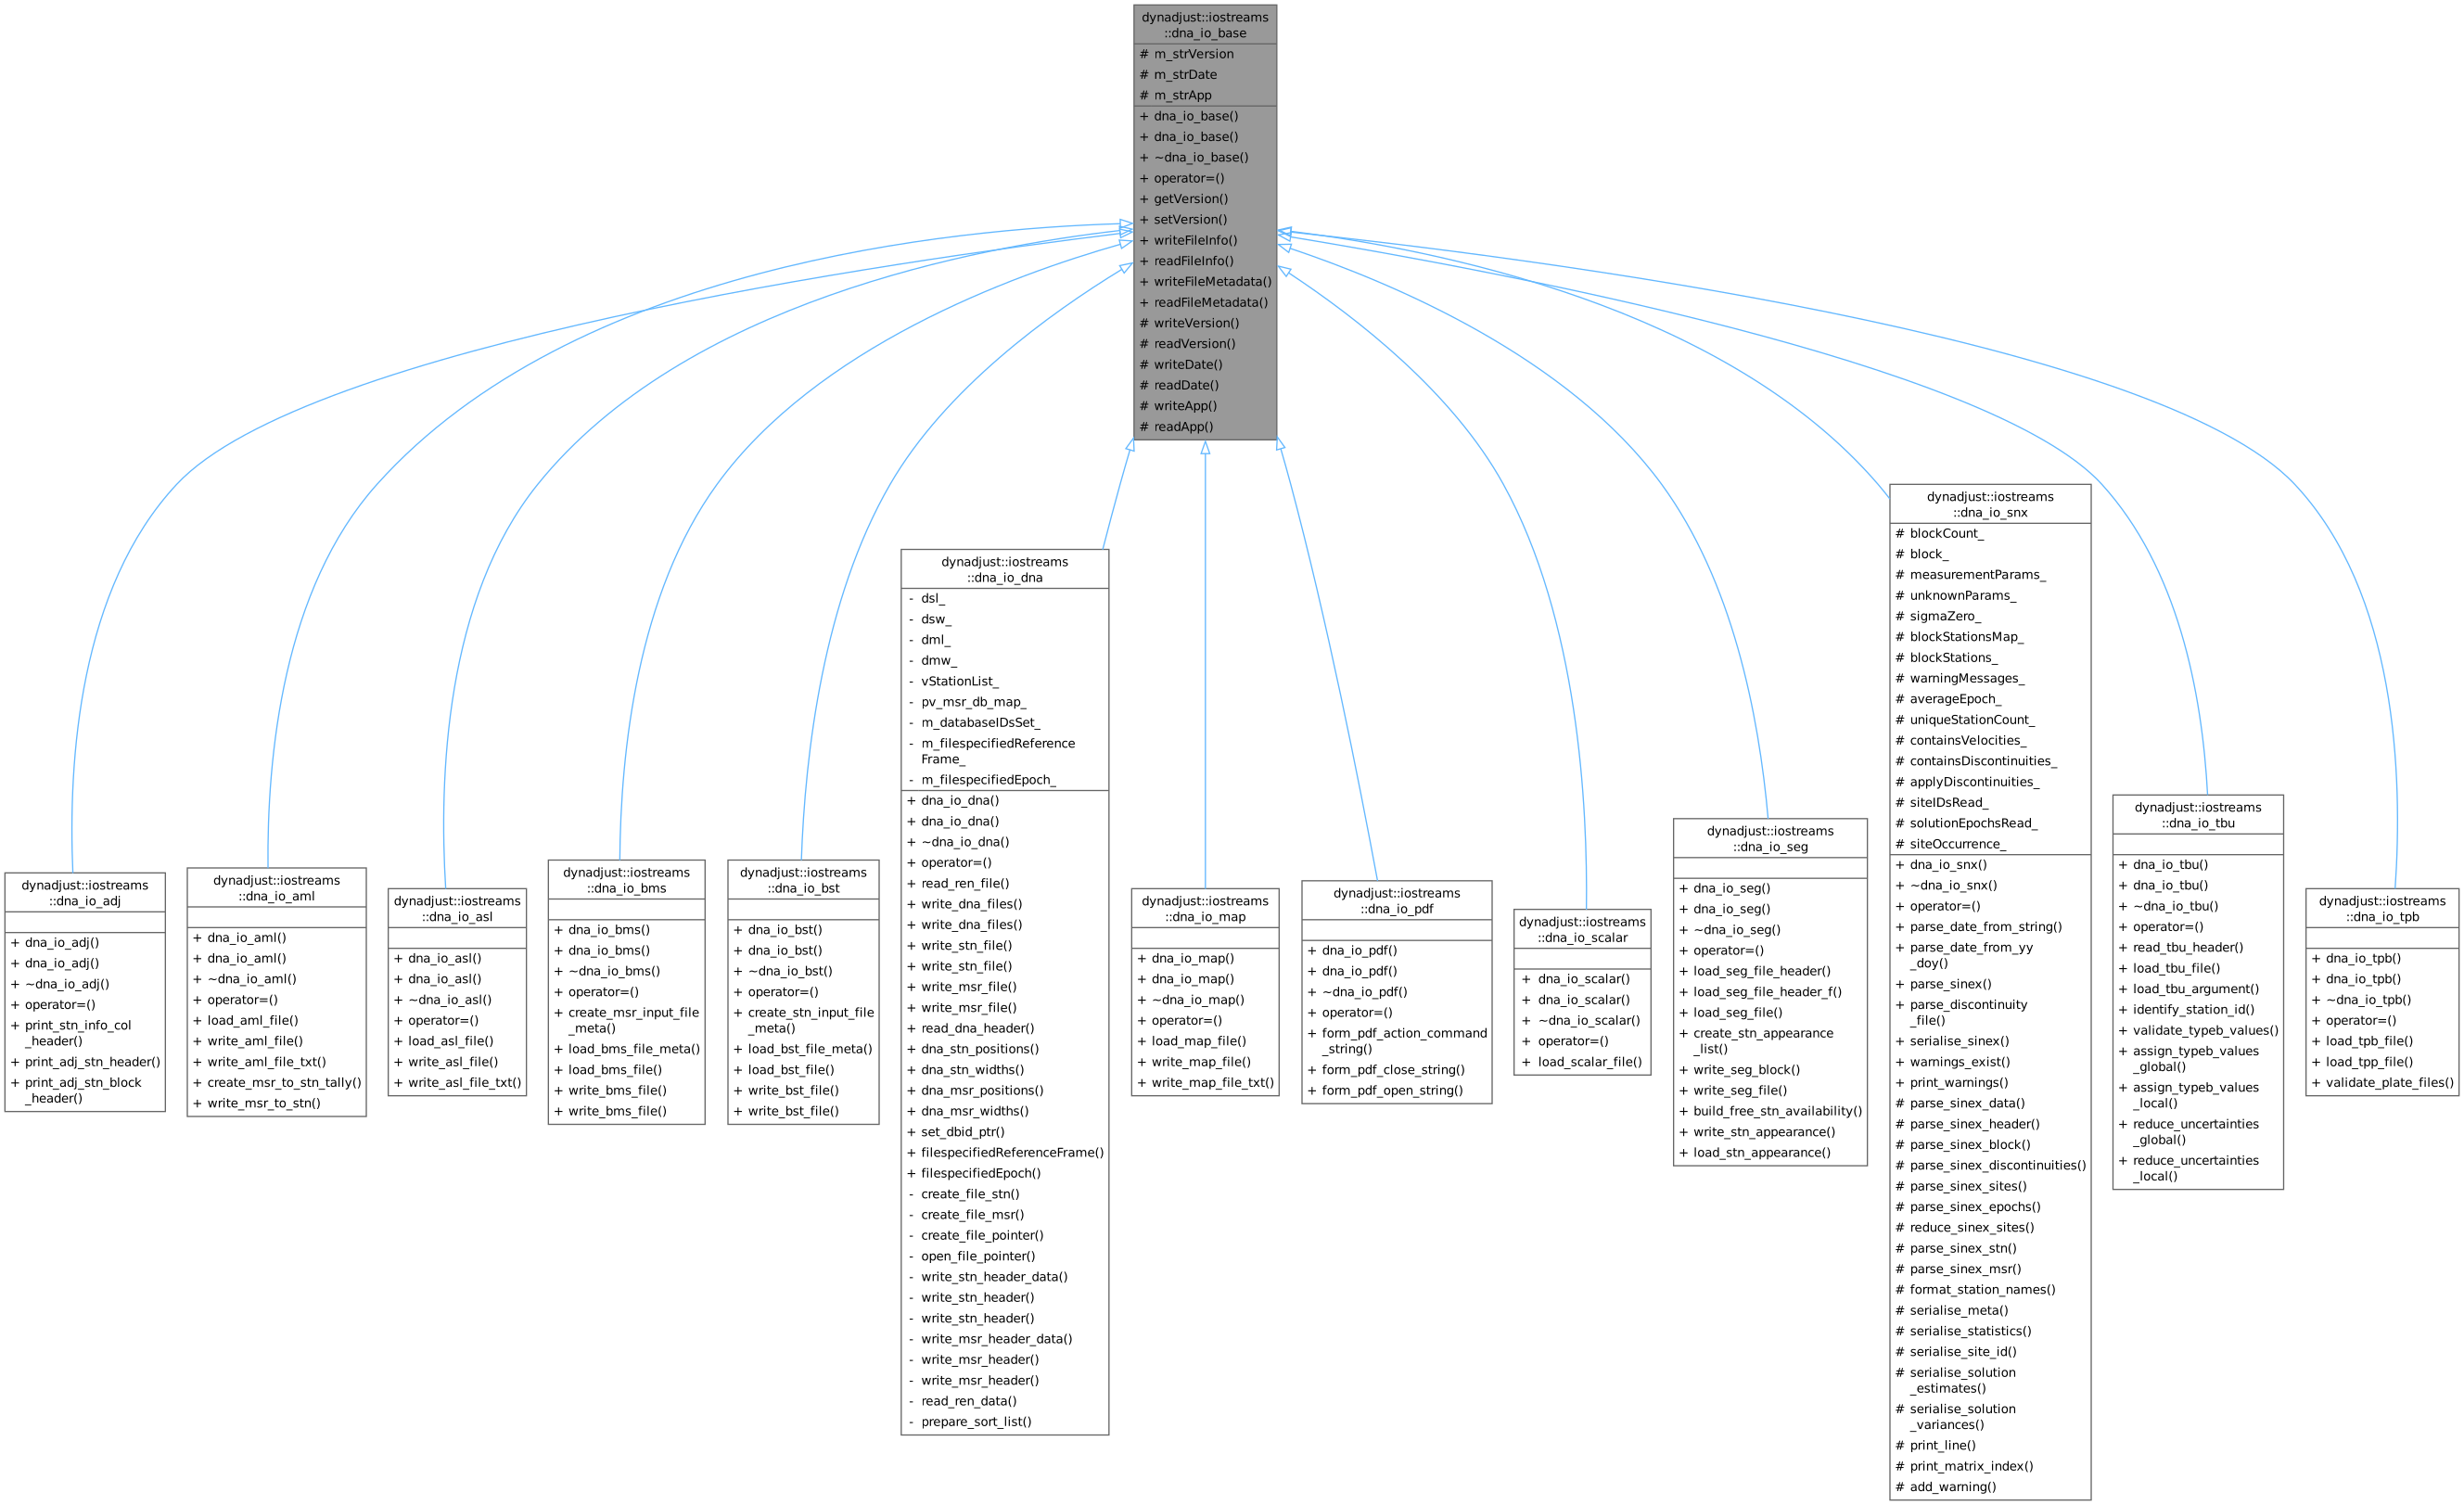 dynadjust::iostreams
::dna_io_base
# m_strVersion
# m_strDate
# m_strApp
+ dna_io_base()
+ dna_io_base()
+ ~dna_io_base()
+ operator=()
+ getVersion()
+ setVersion()
+ writeFileInfo()
+ readFileInfo()
+ writeFileMetadata()
+ readFileMetadata()
# writeVersion()
# readVersion()
# writeDate()
# readDate()
# writeApp()
# readApp()
dynadjust::iostreams
::dna_io_adj
+ dna_io_adj()
+ dna_io_adj()
+ ~dna_io_adj()
+ operator=()
+ print_stn_info_col
_header()
+ print_adj_stn_header()
+ print_adj_stn_block
_header()
dynadjust::iostreams
::dna_io_aml
+ dna_io_aml()
+ dna_io_aml()
+ ~dna_io_aml()
+ operator=()
+ load_aml_file()
+ write_aml_file()
+ write_aml_file_txt()
+ create_msr_to_stn_tally()
+ write_msr_to_stn()
dynadjust::iostreams
::dna_io_asl
+ dna_io_asl()
+ dna_io_asl()
+ ~dna_io_asl()
+ operator=()
+ load_asl_file()
+ write_asl_file()
+ write_asl_file_txt()
dynadjust::iostreams
::dna_io_bms
+ dna_io_bms()
+ dna_io_bms()
+ ~dna_io_bms()
+ operator=()
+ create_msr_input_file
_meta()
+ load_bms_file_meta()
+ load_bms_file()
+ write_bms_file()
+ write_bms_file()
dynadjust::iostreams
::dna_io_bst
+ dna_io_bst()
+ dna_io_bst()
+ ~dna_io_bst()
+ operator=()
+ create_stn_input_file
_meta()
+ load_bst_file_meta()
+ load_bst_file()
+ write_bst_file()
+ write_bst_file()
dynadjust::iostreams
::dna_io_dna
- dsl_
- dsw_
- dml_
- dmw_
- vStationList_
- pv_msr_db_map_
- m_databaseIDsSet_
- m_filespecifiedReference
Frame_
- m_filespecifiedEpoch_
+ dna_io_dna()
+ dna_io_dna()
+ ~dna_io_dna()
+ operator=()
+ read_ren_file()
+ write_dna_files()
+ write_dna_files()
+ write_stn_file()
+ write_stn_file()
+ write_msr_file()
+ write_msr_file()
+ read_dna_header()
+ dna_stn_positions()
+ dna_stn_widths()
+ dna_msr_positions()
+ dna_msr_widths()
+ set_dbid_ptr()
+ filespecifiedReferenceFrame()
+ filespecifiedEpoch()
- create_file_stn()
- create_file_msr()
- create_file_pointer()
- open_file_pointer()
- write_stn_header_data()
- write_stn_header()
- write_stn_header()
- write_msr_header_data()
- write_msr_header()
- write_msr_header()
- read_ren_data()
- prepare_sort_list()
dynadjust::iostreams
::dna_io_map
+ dna_io_map()
+ dna_io_map()
+ ~dna_io_map()
+ operator=()
+ load_map_file()
+ write_map_file()
+ write_map_file_txt()
dynadjust::iostreams
::dna_io_pdf
+ dna_io_pdf()
+ dna_io_pdf()
+ ~dna_io_pdf()
+ operator=()
+ form_pdf_action_command
_string()
+ form_pdf_close_string()
+ form_pdf_open_string()
dynadjust::iostreams
::dna_io_scalar
+ dna_io_scalar()
+ dna_io_scalar()
+ ~dna_io_scalar()
+ operator=()
+ load_scalar_file()
dynadjust::iostreams
::dna_io_seg
+ dna_io_seg()
+ dna_io_seg()
+ ~dna_io_seg()
+ operator=()
+ load_seg_file_header()
+ load_seg_file_header_f()
+ load_seg_file()
+ create_stn_appearance
_list()
+ write_seg_block()
+ write_seg_file()
+ build_free_stn_availability()
+ write_stn_appearance()
+ load_stn_appearance()
dynadjust::iostreams
::dna_io_snx
# blockCount_
# block_
# measurementParams_
# unknownParams_
# sigmaZero_
# blockStationsMap_
# blockStations_
# warningMessages_
# averageEpoch_
# uniqueStationCount_
# containsVelocities_
# containsDiscontinuities_
# applyDiscontinuities_
# siteIDsRead_
# solutionEpochsRead_
# siteOccurrence_
+ dna_io_snx()
+ ~dna_io_snx()
+ operator=()
+ parse_date_from_string()
+ parse_date_from_yy
_doy()
+ parse_sinex()
+ parse_discontinuity
_file()
+ serialise_sinex()
+ warnings_exist()
+ print_warnings()
# parse_sinex_data()
# parse_sinex_header()
# parse_sinex_block()
# parse_sinex_discontinuities()
# parse_sinex_sites()
# parse_sinex_epochs()
# reduce_sinex_sites()
# parse_sinex_stn()
# parse_sinex_msr()
# format_station_names()
# serialise_meta()
# serialise_statistics()
# serialise_site_id()
# serialise_solution
_estimates()
# serialise_solution
_variances()
# print_line()
# print_matrix_index()
# add_warning()
dynadjust::iostreams
::dna_io_tbu
+ dna_io_tbu()
+ dna_io_tbu()
+ ~dna_io_tbu()
+ operator=()
+ read_tbu_header()
+ load_tbu_file()
+ load_tbu_argument()
+ identify_station_id()
+ validate_typeb_values()
+ assign_typeb_values
_global()
+ assign_typeb_values
_local()
+ reduce_uncertainties
_global()
+ reduce_uncertainties
_local()
dynadjust::iostreams
::dna_io_tpb
+ dna_io_tpb()
+ dna_io_tpb()
+ ~dna_io_tpb()
+ operator=()
+ load_tpb_file()
+ load_tpp_file()
+ validate_plate_files()